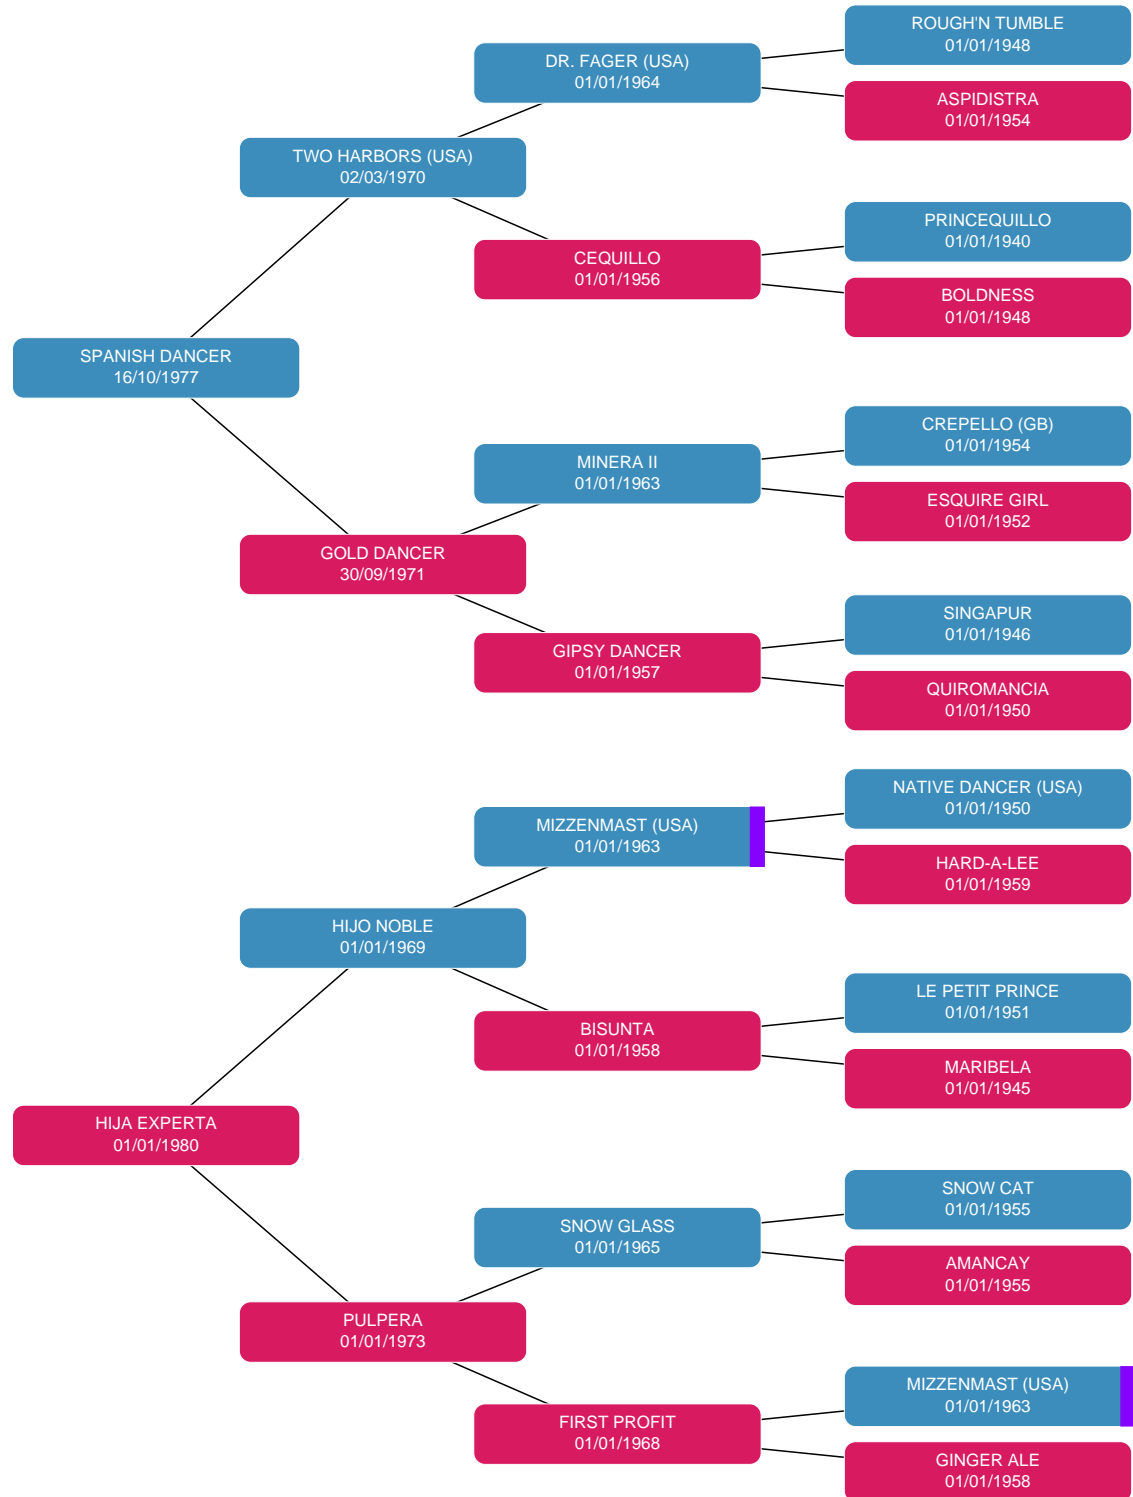 ROUGH'N TUMBLE
01/01/1948
DR. FAGER (USA)
01/01/1964
ASPIDISTRA
01/01/1954
TWO HARBORS (USA)
02/03/1970
PRINCEQUILLO
01/01/1940
CEQUILLO
01/01/1956
BOLDNESS
01/01/1948
SPANISH DANCER
16/10/1977
CREPELLO (GB)
01/01/1954
MINERA II
01/01/1963
ESQUIRE GIRL
01/01/1952
GOLD DANCER
30/09/1971
SINGAPUR
01/01/1946
GIPSY DANCER
01/01/1957
QUIROMANCIA
01/01/1950
NATIVE DANCER (USA)
01/01/1950
MIZZENMAST (USA)
01/01/1963
HARD-A-LEE
01/01/1959
HIJO NOBLE
01/01/1969
LE PETIT PRINCE
01/01/1951
BISUNTA
01/01/1958
MARIBELA
01/01/1945
HIJA EXPERTA
01/01/1980
SNOW CAT
01/01/1955
SNOW GLASS
01/01/1965
AMANCAY
01/01/1955
PULPERA
01/01/1973
MIZZENMAST (USA)
01/01/1963
FIRST PROFIT
01/01/1968
GINGER ALE
01/01/1958